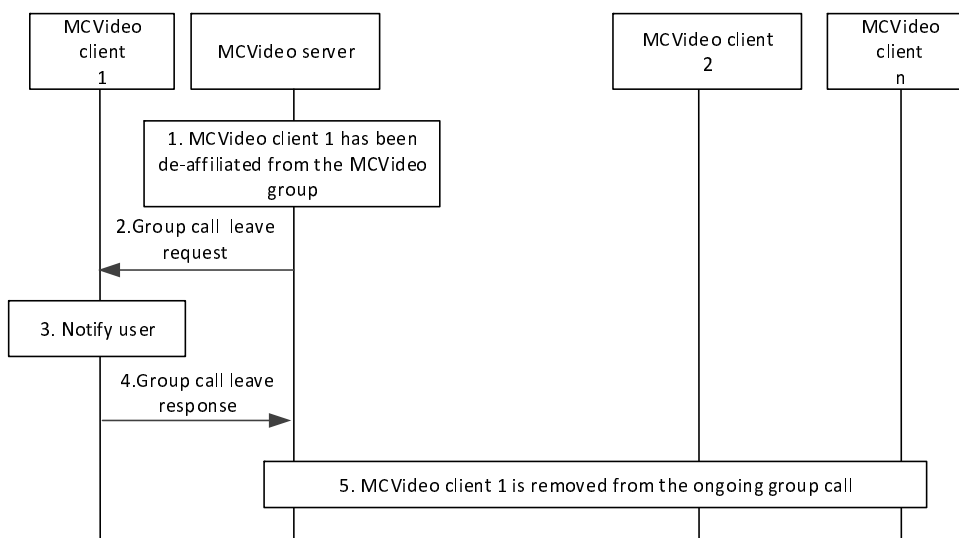 MCVideo
client
1
MCVideo server
MCVideo client
2
MCVideo
client
n
1. MCVideo client 1 has been
de-affiliated from the MCVideo
group
2.Group call leave
request
3. Notify user
4.Group call leave
response
5. MCVideo client 1 is removed from the ongoing group call